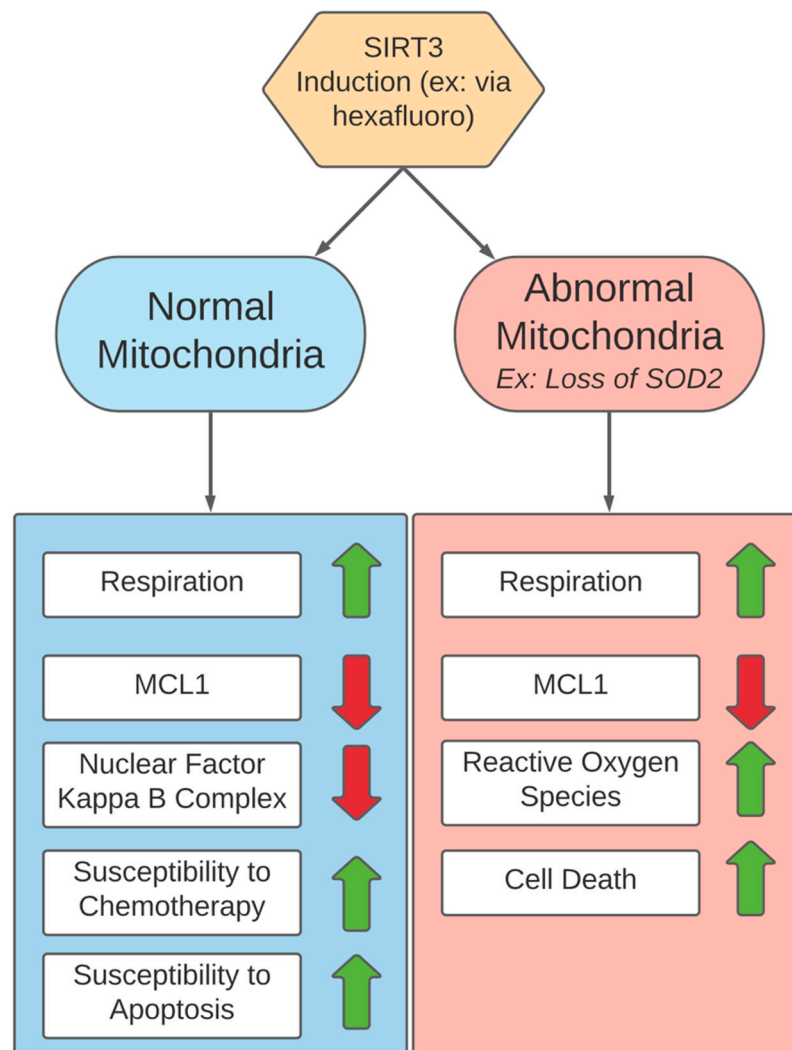 SIRT3
Induction (ex: via
hexafluoro)
Normal
Mitochondria
Abnormal
Mitochondria
Ex: Loss of SOD2
Respiration
MCL1
Nuclear Factor
Kappa B Complex
Susceptibility to
Chemotherapy
Susceptibility to
Apoptosis
Respiration
MCL1
Reactive Oxygen
Species
Cell Death